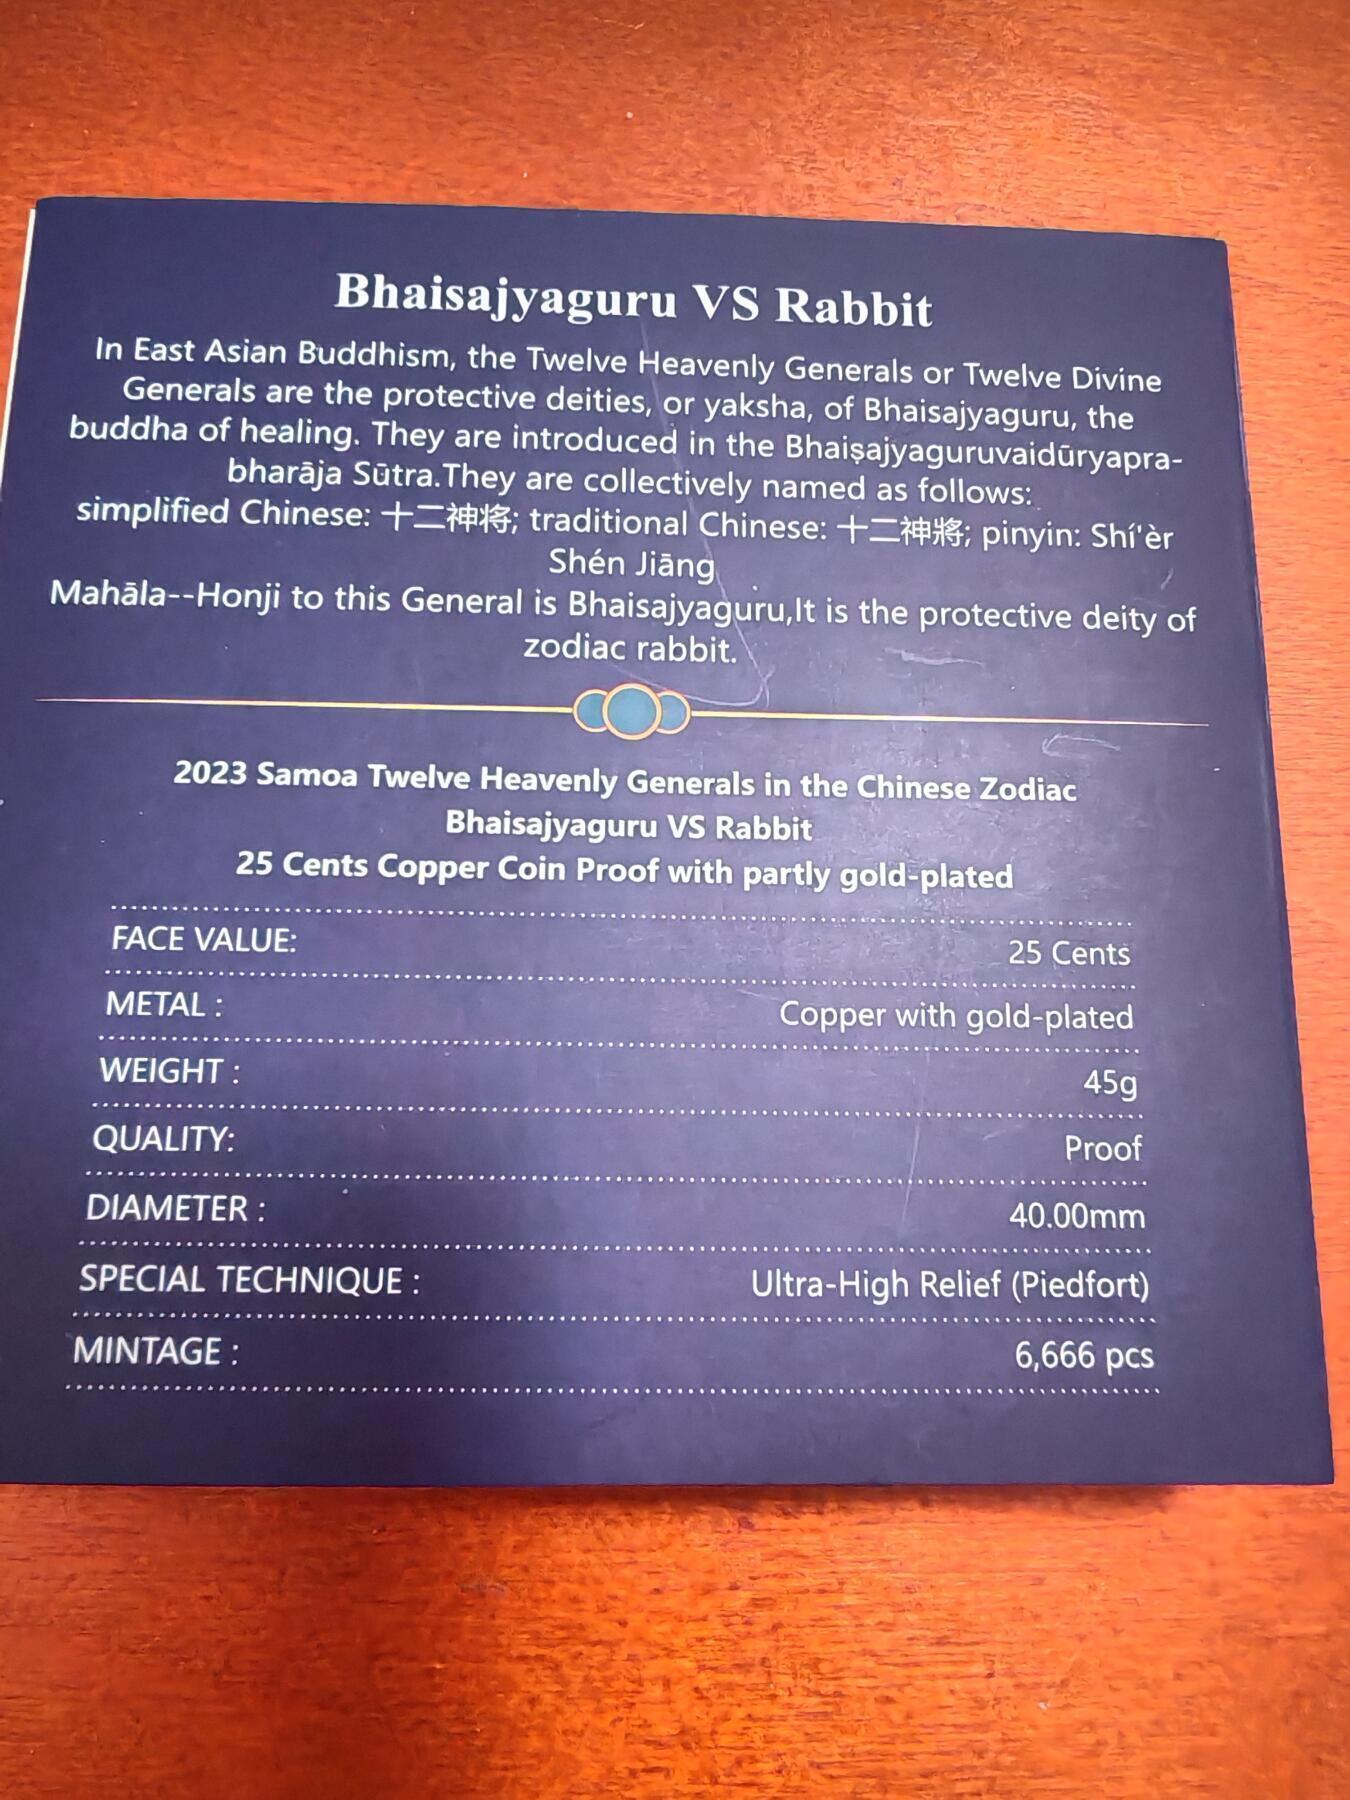 Bhaisajyaguru VS Rabbit
In East Asian Buddhism, the Twelve Heavenly Generals or Twelve Divine
Generals are the protective deities, or yaksha, of Bhaisajyaguru, the
buddha of healing. They are introduced in the Bhaiṣajyaguruvaidūryapra-
bharāja Sūtra.They are collectively named as follows:
simplified Chinese: 十二神将; traditional Chinese: 十二神將; pinyin: Shí'èr
Shén Jiāng
Mahāla--Honji to this General is Bhaisajyaguru,It is the protective deity of
zodiac rabbit.
2023 Samoa Twelve Heavenly Generals in the Chinese Zodiac
Bhaisajyaguru VS Rabbit
25 Cents Copper Coin Proof with partly gold-plated
FACE VALUE: 25 Cents
METAL : Copper with gold-plated
WEIGHT : 45g
QUALITY: Proof
DIAMETER : 40.00mm
SPECIAL TECHNIQUE : Ultra-High Relief (Piedfort)
MINTAGE : 6,666 pcs